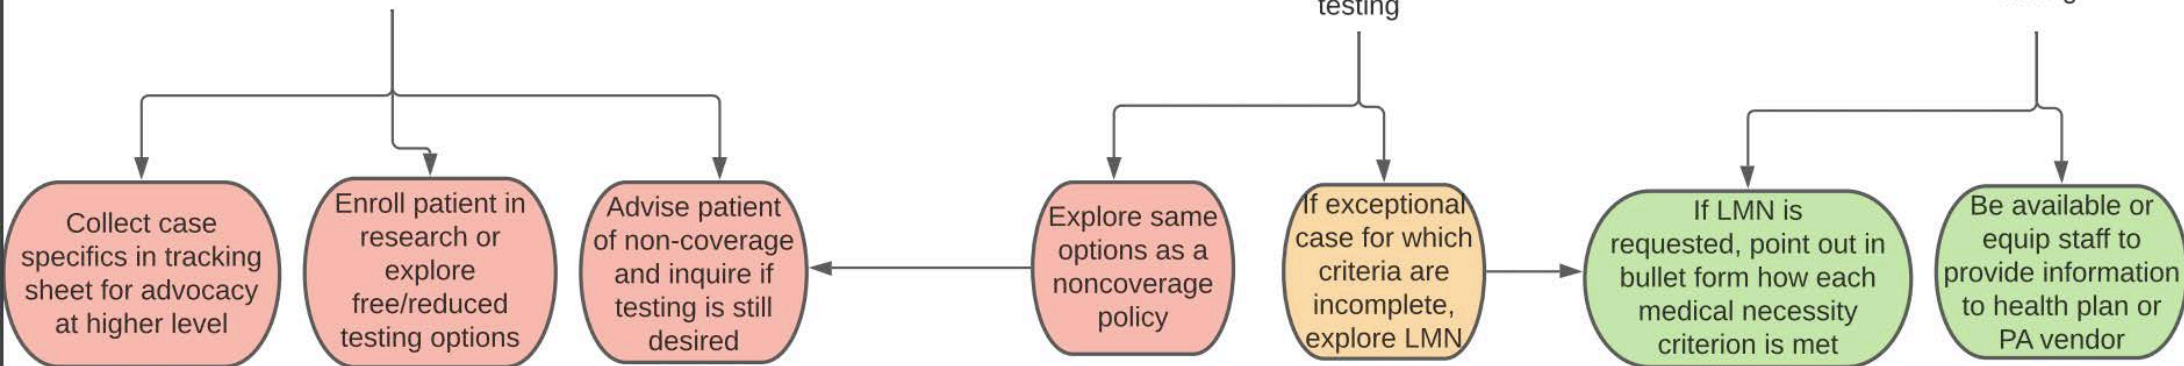 testing
Collect case
specifics in tracking
sheet for advocacy
at higher level
Enroll patient in
research or
explore
free/reduced
testing options
Advise patient
of non-coverage
and inquire if
testing is still
desired
Explore same
options as a
noncoverage
policy
If exceptional
case for which
criteria are
incomplete,
explore LMN
If LMN is
requested, point out in
bullet form how each
medical necessity
criterion is met
Be available or
equip staff to
provide information
to health plan or
PA vendor